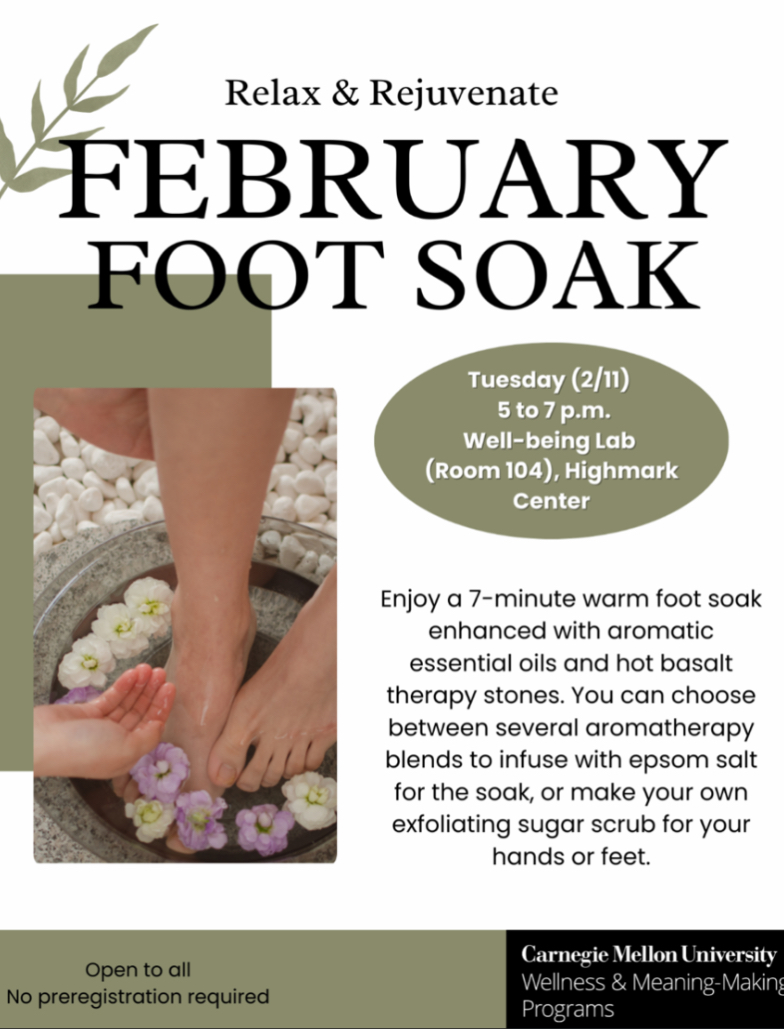 Relax & Rejuvenate
FEBRUARY
FOOT SOAK
Tuesday (2/11)
5 to 7 p.m.
Well-being Lab
(Room 104), Highmark
Center
Enjoy a 7-minute warm foot soak
enhanced with aromatic
essential oils and hot basalt
therapy stones. You can choose
between several aromatherapy
blends to infuse with epsom salt
for the soak, or make your own
exfoliating sugar scrub for your
hands or feet.
Open to all
No preregistration required
Carnegie Mellon University
Wellness & Meaning-Making
Programs